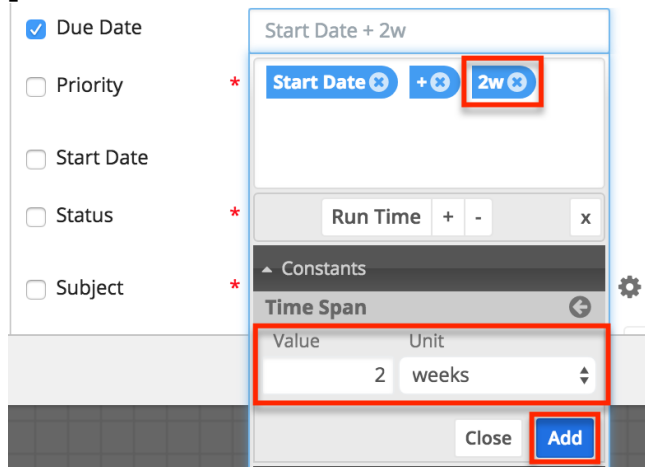 Due Date
Start Date + 2w
Start Date + 2w
Priority *
Start Date
Status *
Run Time + - x
Constants
Subject *
Time Span
Value Unit
2 weeks
Close Add